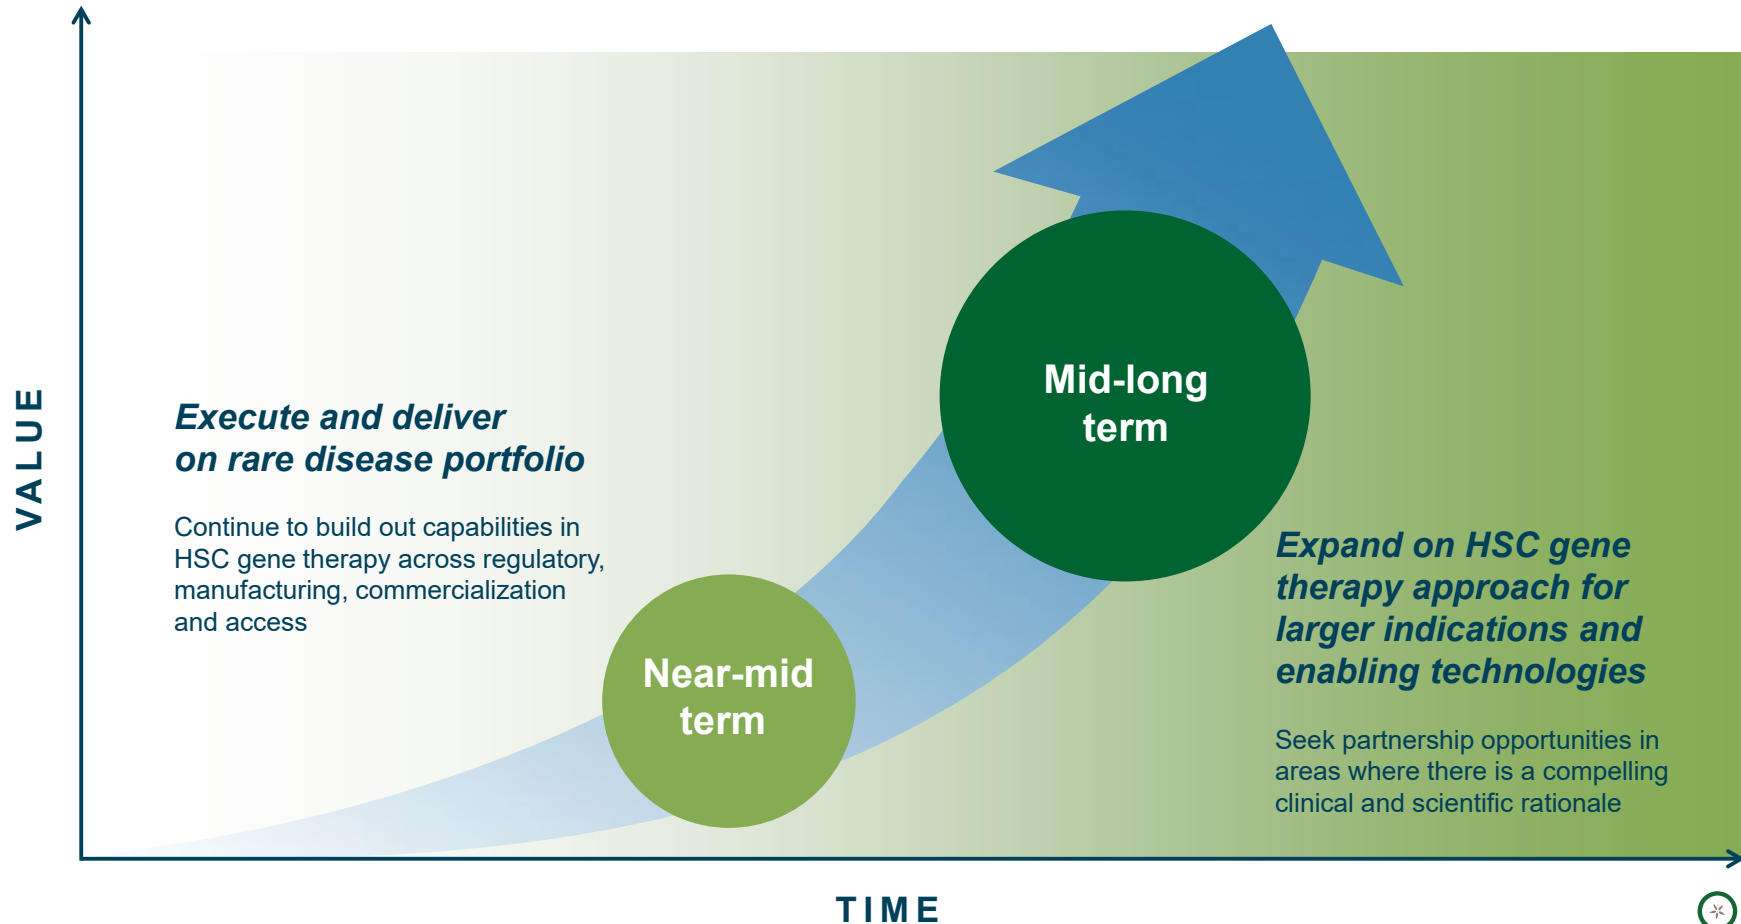 VALUE
Execute and deliver
on rare disease portfolio
Continue to build out capabilities in
HSC gene therapy across regulatory,
manufacturing, commercialization
and access
Near-mid
term
Mid-long
term
Expand on HSC gene
therapy approach for
larger indications and
enabling technologies
Seek partnership opportunities in
areas where there is a compelling
clinical and scientific rationale
TIME